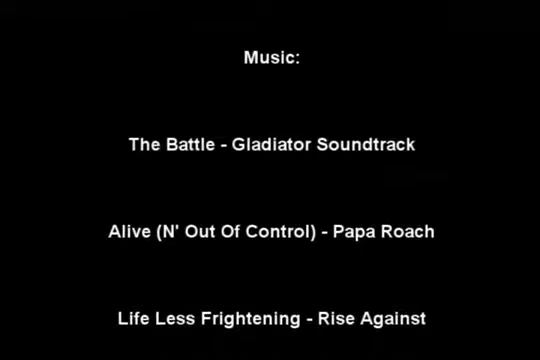 Music:
The Battle - Gladiator Soundtrack
Alive (N' Out Of Control) - Papa Roach
Life Less Frightening - Rise Against